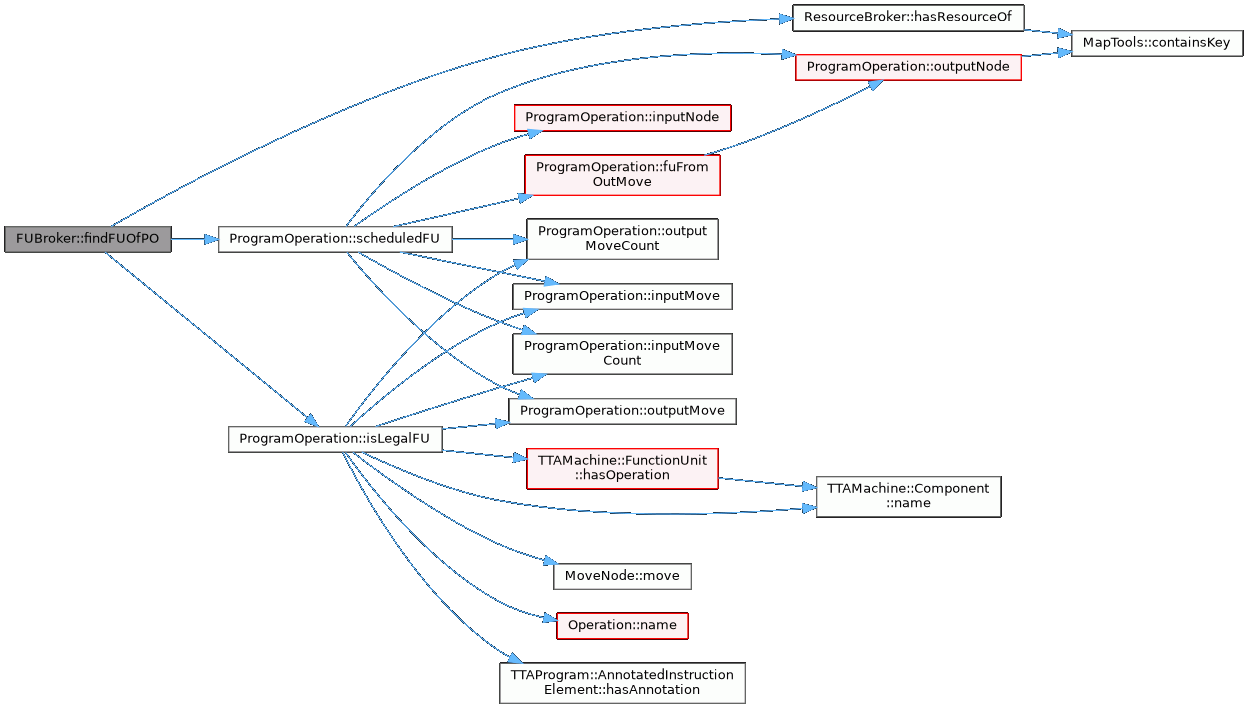 ResourceBroker::hasResourceOf
MapTools::containsKey
ProgramOperation::outputNode
ProgramOperation::inputNode
ProgramOperation::fuFrom
OutMove
FUBroker::findFUOfPO
ProgramOperation::scheduledFU
ProgramOperation::output
MoveCount
ProgramOperation::inputMove
ProgramOperation::inputMove
Count
ProgramOperation::outputMove
ProgramOperation::isLegalFU
TTAMachine::FunctionUnit
::hasOperation
TTAMachine::Component
::name
MoveNode::move
Operation::name
TTAProgram::AnnotatedInstruction
Element::hasAnnotation